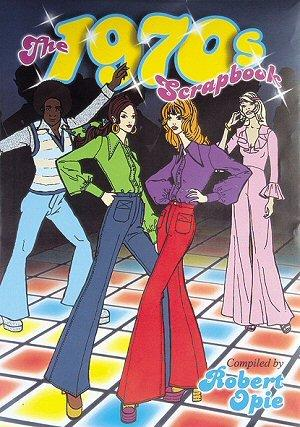 The
1970s
Scrapbook
Compiled by
Robert
Opie